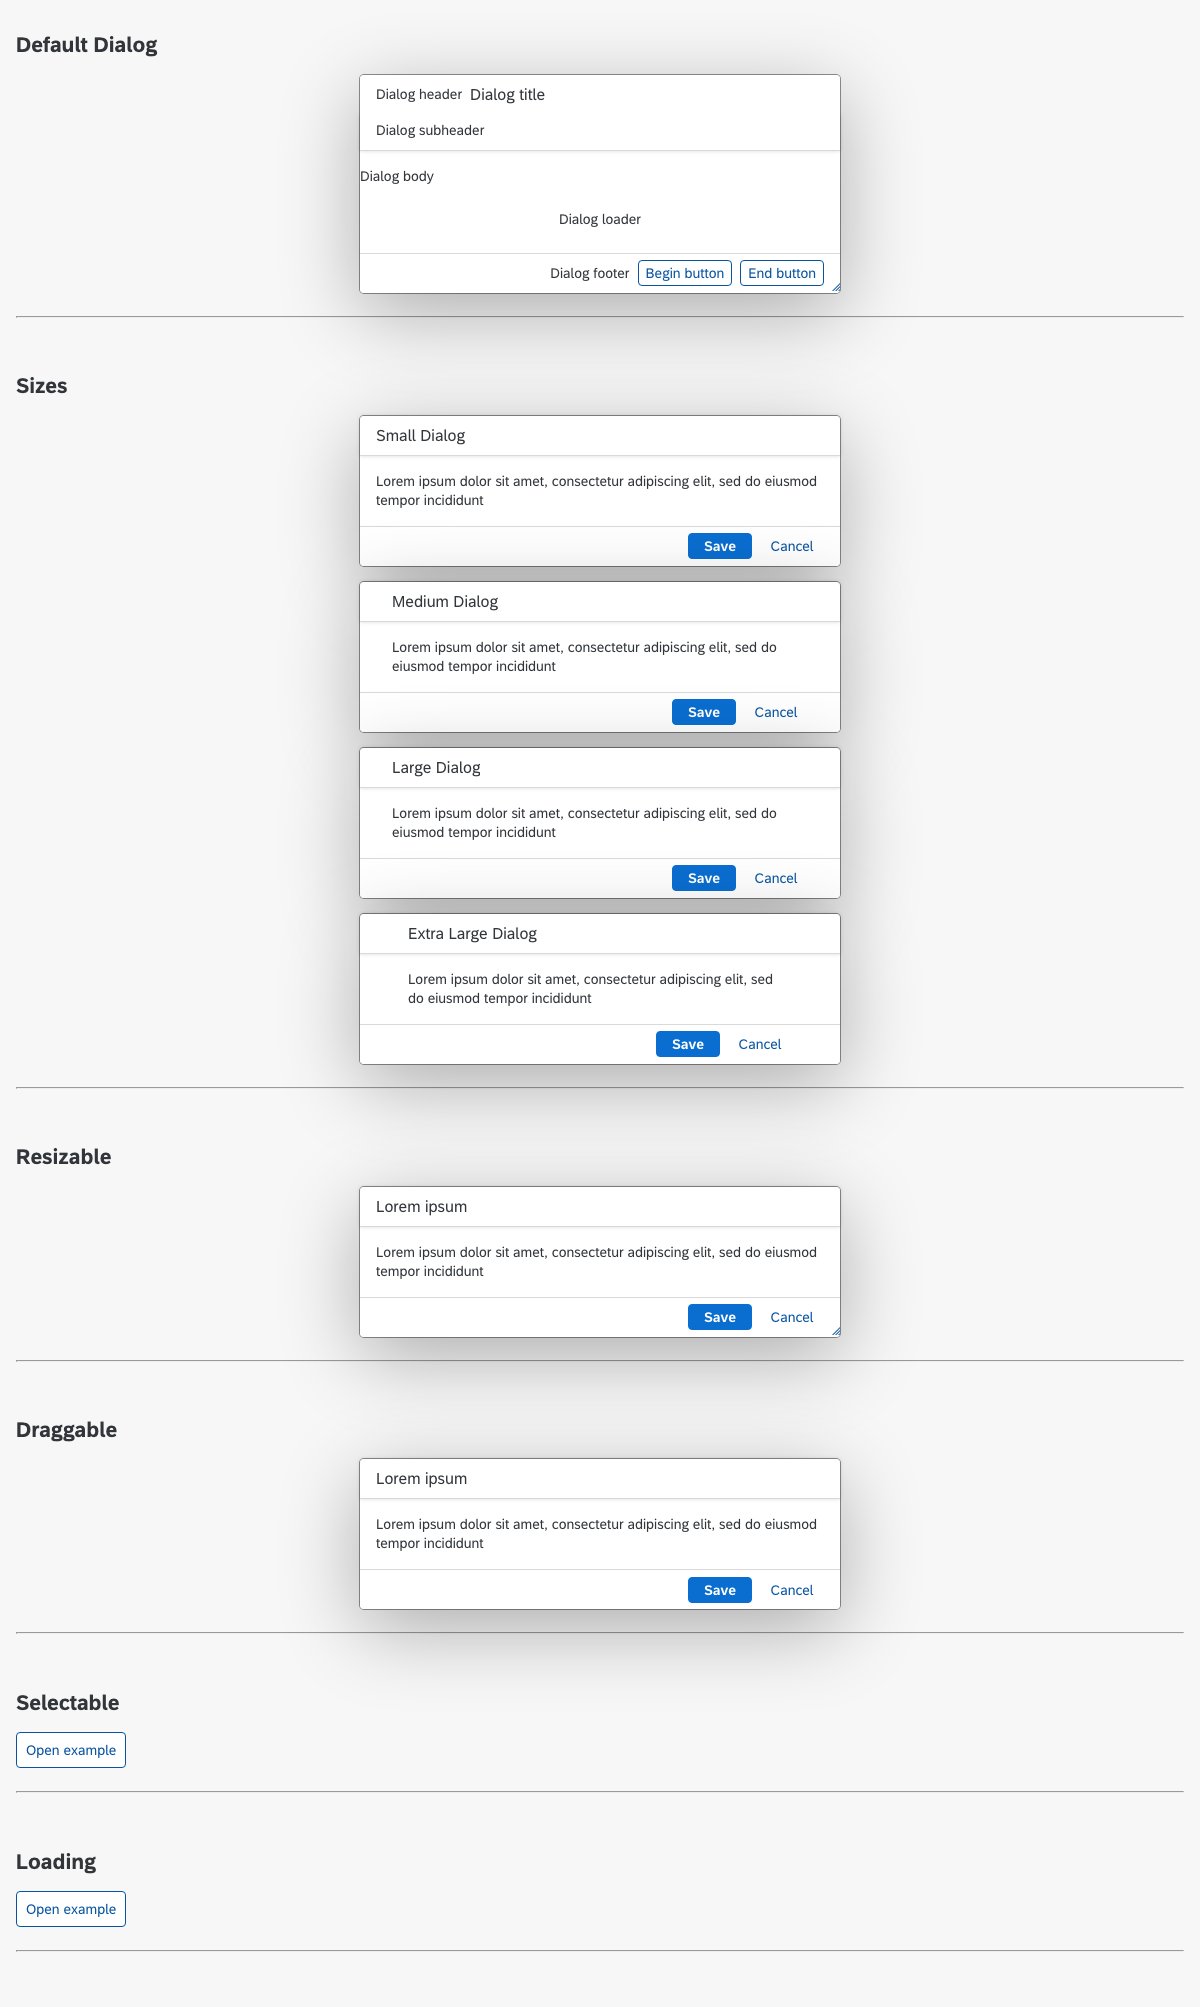 Default Dialog
Dialog header Dialog title
Dialog subheader
Dialog body
Dialog loader
Dialog footer Begin button End button
Sizes
Small Dialog
Lorem ipsum dolor sit amet, consectetur adipiscing elit, sed do eiusmod
tempor incididunt
Save Cancel
Medium Dialog
Lorem ipsum dolor sit amet, consectetur adipiscing elit, sed do
eiusmod tempor incididunt
Save Cancel
Large Dialog
Lorem ipsum dolor sit amet, consectetur adipiscing elit, sed do
eiusmod tempor incididunt
Save Cancel
Extra Large Dialog
Lorem ipsum dolor sit amet, consectetur adipiscing elit, sed
do eiusmod tempor incididunt
Save Cancel
Resizable
Lorem ipsum
Lorem ipsum dolor sit amet, consectetur adipiscing elit, sed do eiusmod
tempor incididunt
Save Cancel
Draggable
Lorem ipsum
Lorem ipsum dolor sit amet, consectetur adipiscing elit, sed do eiusmod
tempor incididunt
Save Cancel
Selectable
Open example
Loading
Open example